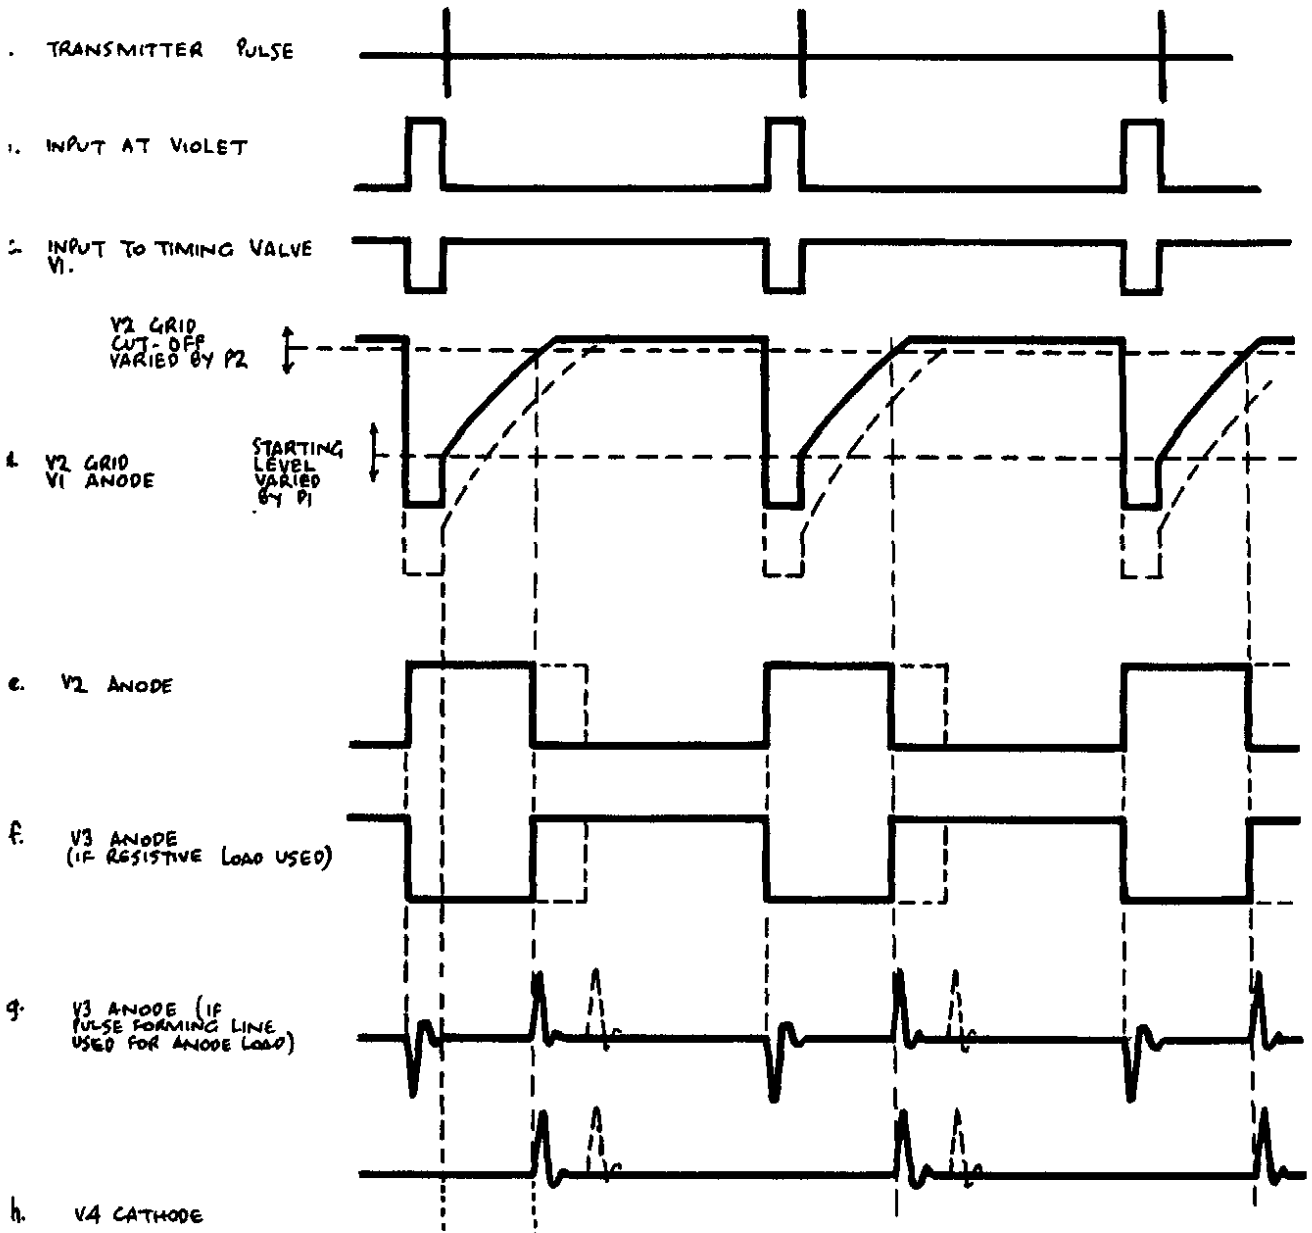 . TRANSMITTER PULSE
. INPUT AT VIOLET
INPUT TO TIMING VALVE
V1.
V2 GRID
CUT-OFF
VARIED BY P2
STARTING
LEVEL
VARIED
BY P1
V2 GRID
V1 ANODE
e. V2 ANODE
f. V3 ANODE
(IF RESISTIVE LOAD USED)
g. V3 ANODE (IF
PULSE FORMING LINE
USED FOR ANODE LOAD)
h. V4 CATHODE